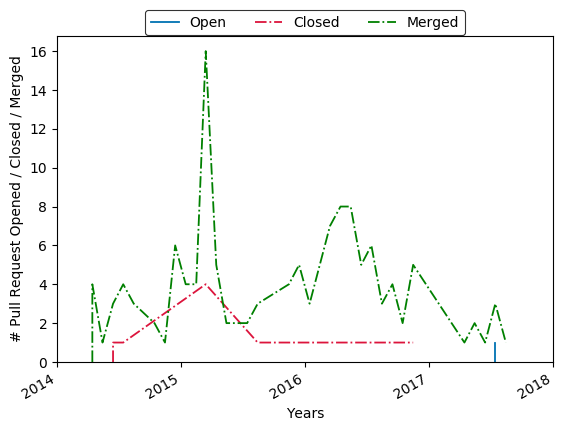 Open Closed Merged
# Pull Request Opened / Closed / Merged
16
14
12
10
8
6
4
2
0
2014 2015 2016 2017 2018
Years